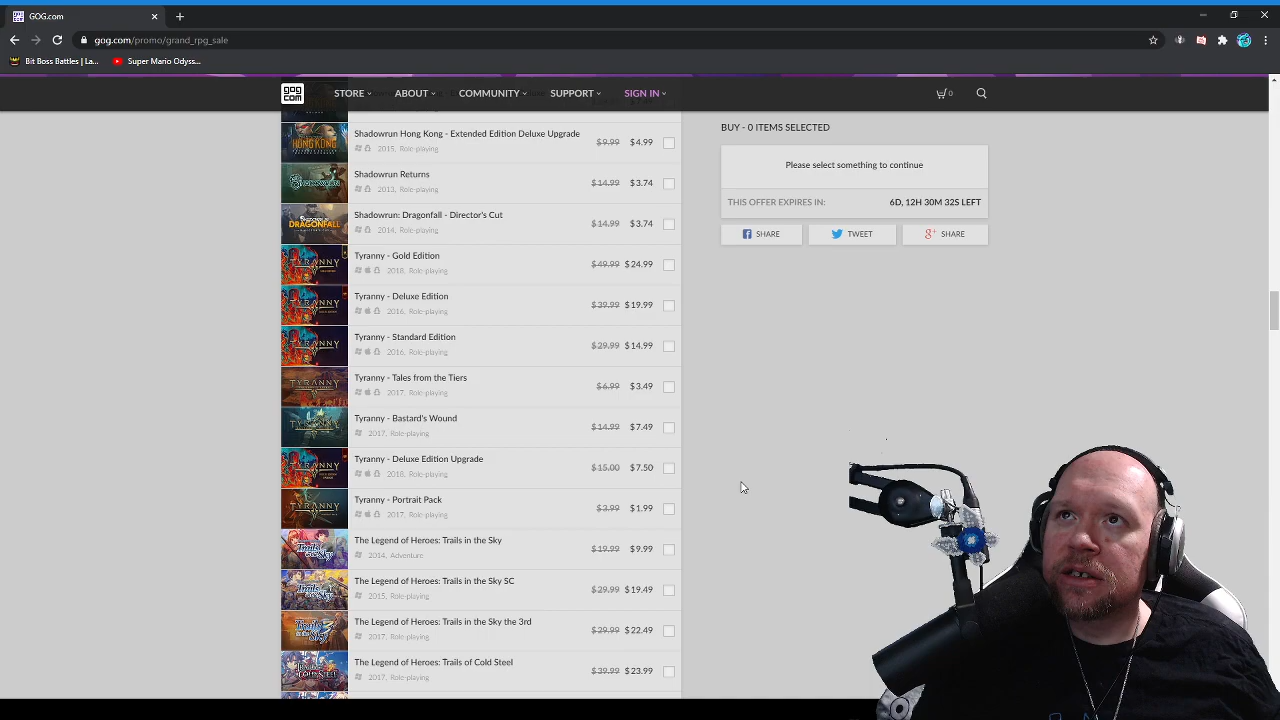 GOG.com
gog.com/promo/grand_rpg_sale
Bit Boss Battles | La...
Super Mario Odyss...
gog
com
STORE
ABOUT
COMMUNITY
SUPPORT
SIGN IN
0
Shadowrun Hong Kong - Extended Edition Deluxe Upgrade
2015, Role-playing
$9.99 $4.99
Shadowrun Returns
2013, Role-playing
$14.99 $3.74
Shadowrun: Dragonfall - Director's Cut
2014, Role-playing
$14.99 $3.74
Tyranny - Gold Edition
2018, Role-playing
$49.99 $24.99
Tyranny - Deluxe Edition
2016, Role-playing
$39.99 $19.99
Tyranny - Standard Edition
2016, Role-playing
$29.99 $14.99
Tyranny - Tales from the Tiers
2017, Role-playing
$6.99 $3.49
Tyranny - Bastard's Wound
2017, Role-playing
$14.99 $7.49
Tyranny - Deluxe Edition Upgrade
2018, Role-playing
$15.00 $7.50
Tyranny - Portrait Pack
2017, Role-playing
$3.99 $1.99
The Legend of Heroes: Trails in the Sky
2014, Adventure
$19.99 $9.99
The Legend of Heroes: Trails in the Sky SC
2015, Role-playing
$29.99 $19.49
The Legend of Heroes: Trails in the Sky the 3rd
2017, Role-playing
$29.99 $22.49
The Legend of Heroes: Trails of Cold Steel
2017, Role-playing
$39.99 $23.99
BUY - 0 ITEMS SELECTED
Please select something to continue
THIS OFFER EXPIRES IN: 6D, 12H 30M 32S LEFT
SHARE
TWEET
SHARE